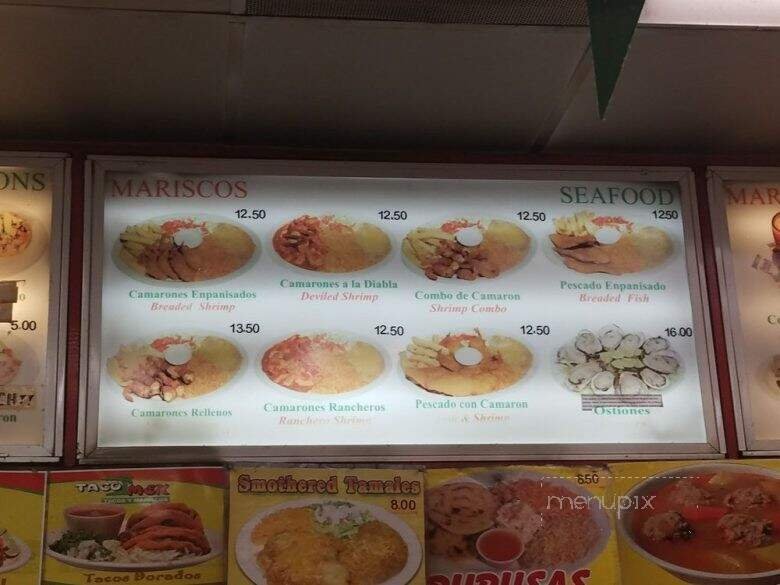 ONS
MARISCOS
SEAFOOD
MAR
12.50
12.50
12.50
12.50
Camarones Enpanisados
Breaded Shrimp
Camarones a la Diabla
Deviled Shrimp
Combo de Camaron
Shrimp Combo
Pescado Enpanisado
Breaded Fish
5.00
13.50
12.50
12.50
16.00
Camarones Rellenos
Camarones Rancheros
Ranchero Shrimp
Pescado con Camaron
& Shrimp
Ostiones
TACO MEX
Tacos Dorados
Smothered Tamales
8.00
6.50
menupix
PUPUSAS